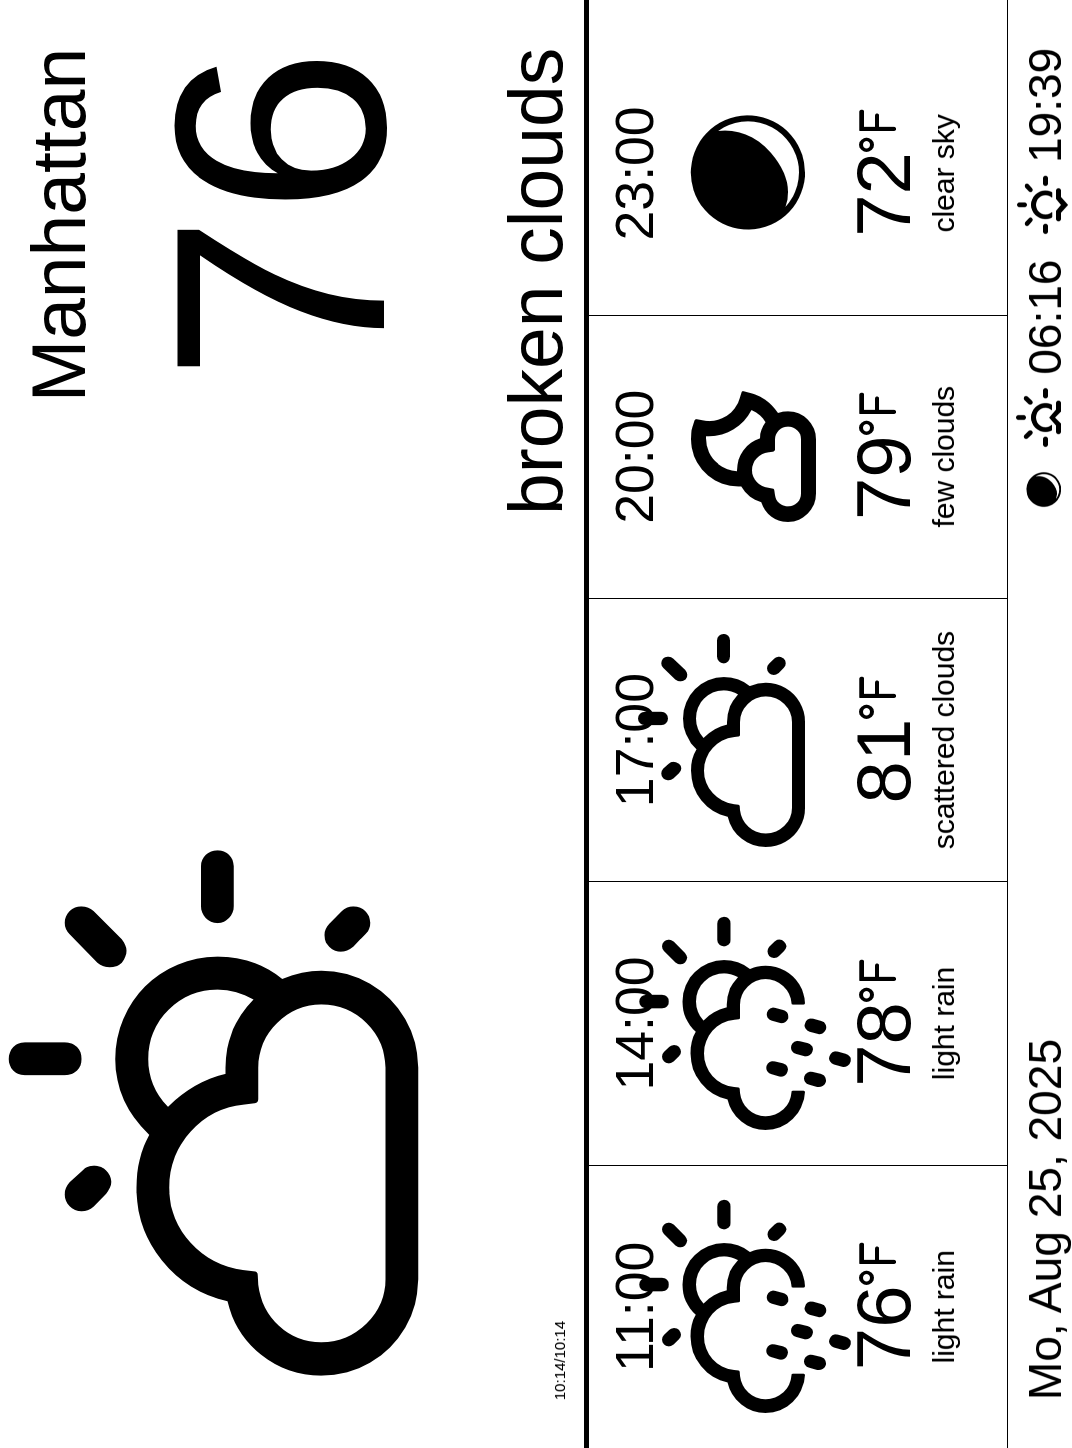 Manhattan
76
10:14/10:14 broken clouds
11:00 14:00 17:00 20:00 23:00
76°F 78°F 81°F 79°F 72°F
light rain light rain scattered clouds few clouds clear sky
Mo, Aug 25, 2025 06:16 19:39